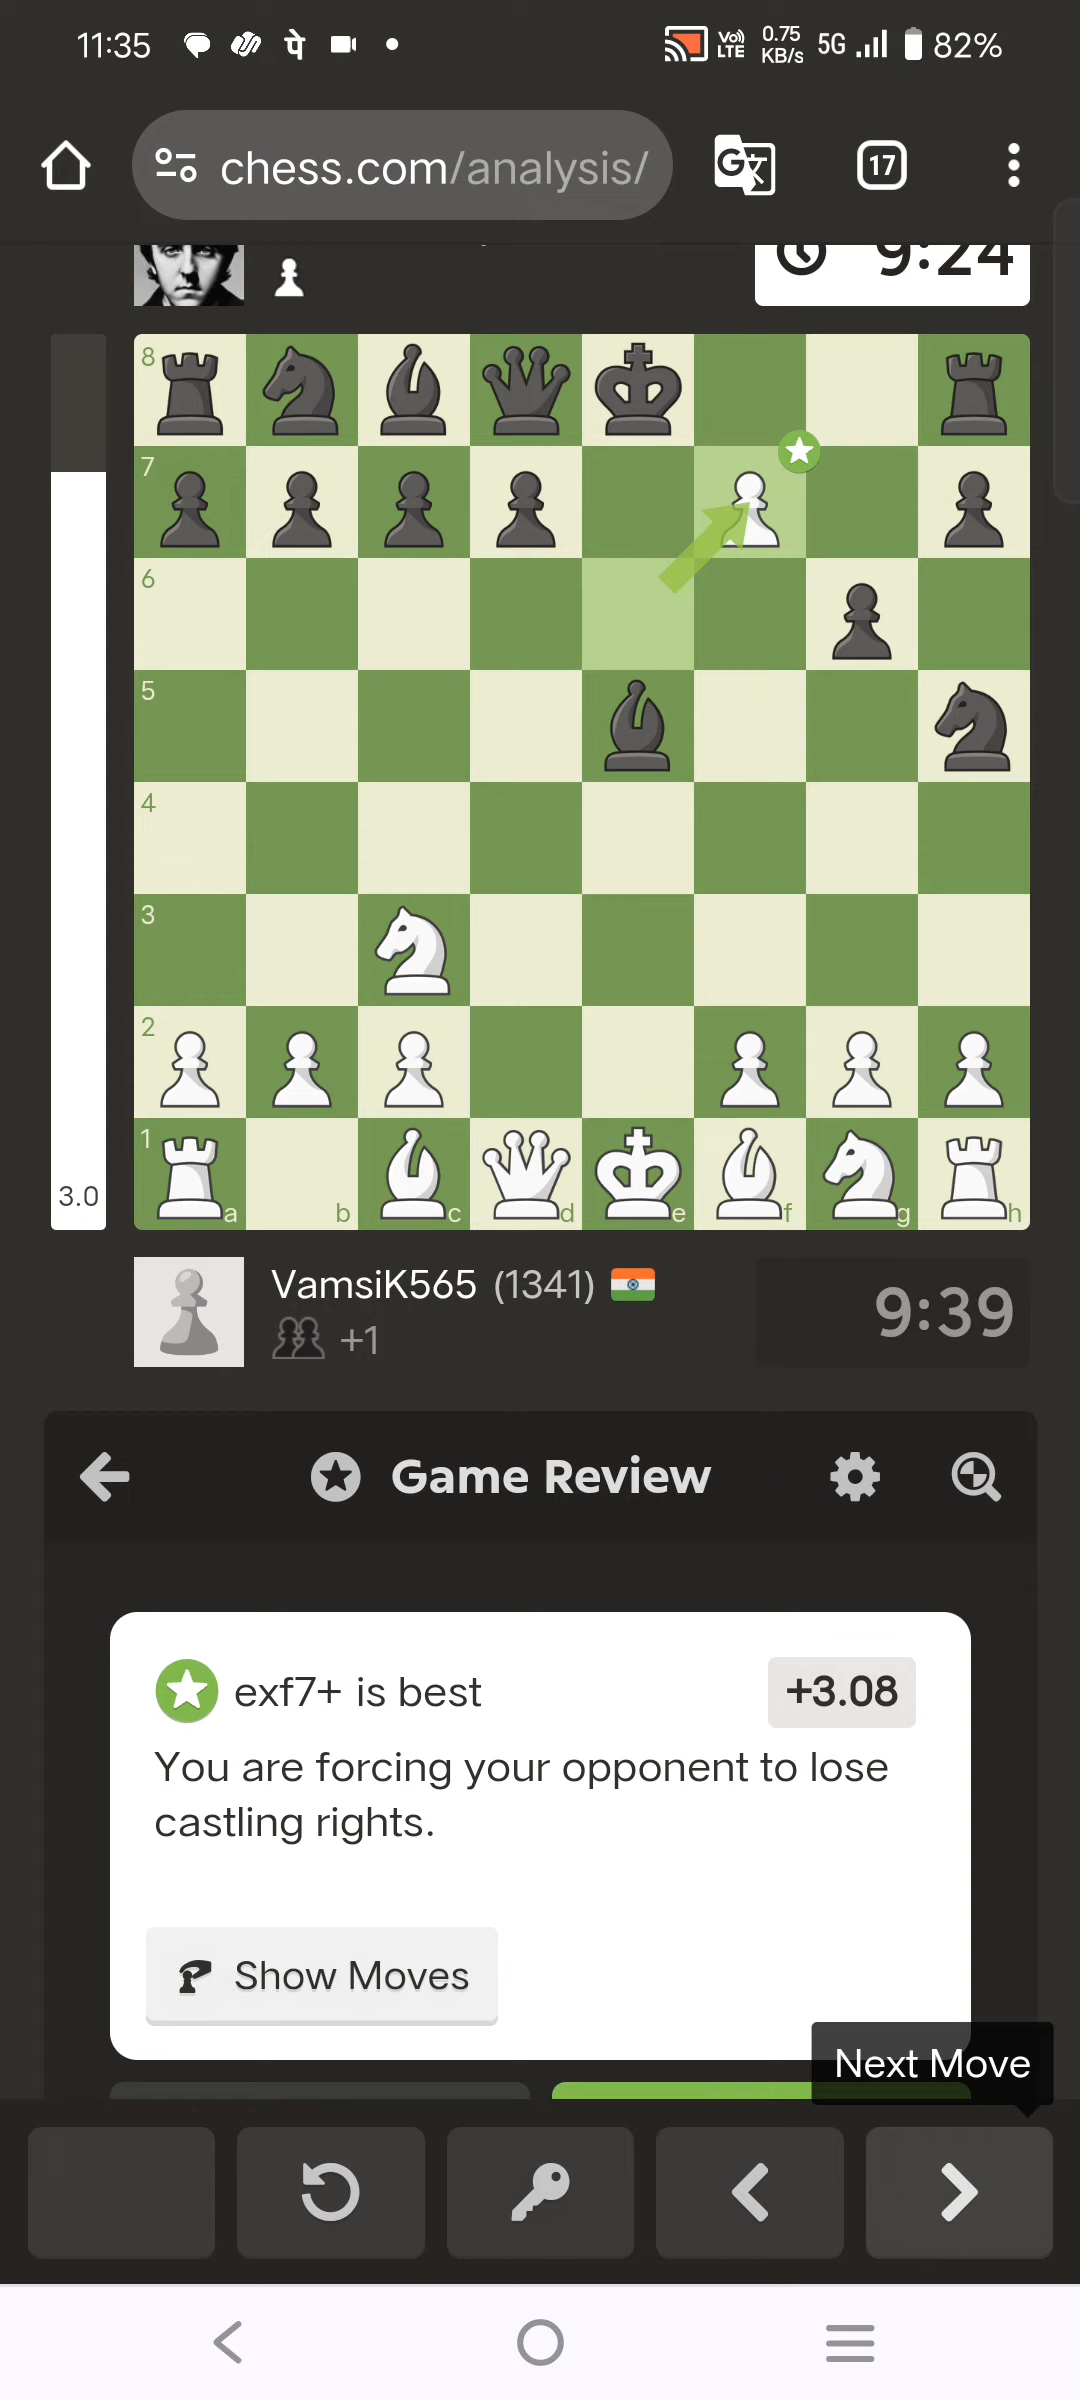 11:35 पे VoLTE 0.75 KB/s 5G 82%
chess.com/analysis/ 17
9:24
8
7
6
5
4
3
2
1
a b c d e f g h
3.0
VamsiK565 (1341)
+1
9:39
Game Review
exf7+ is best +3.08
You are forcing your opponent to lose
castling rights.
Show Moves
Next Move